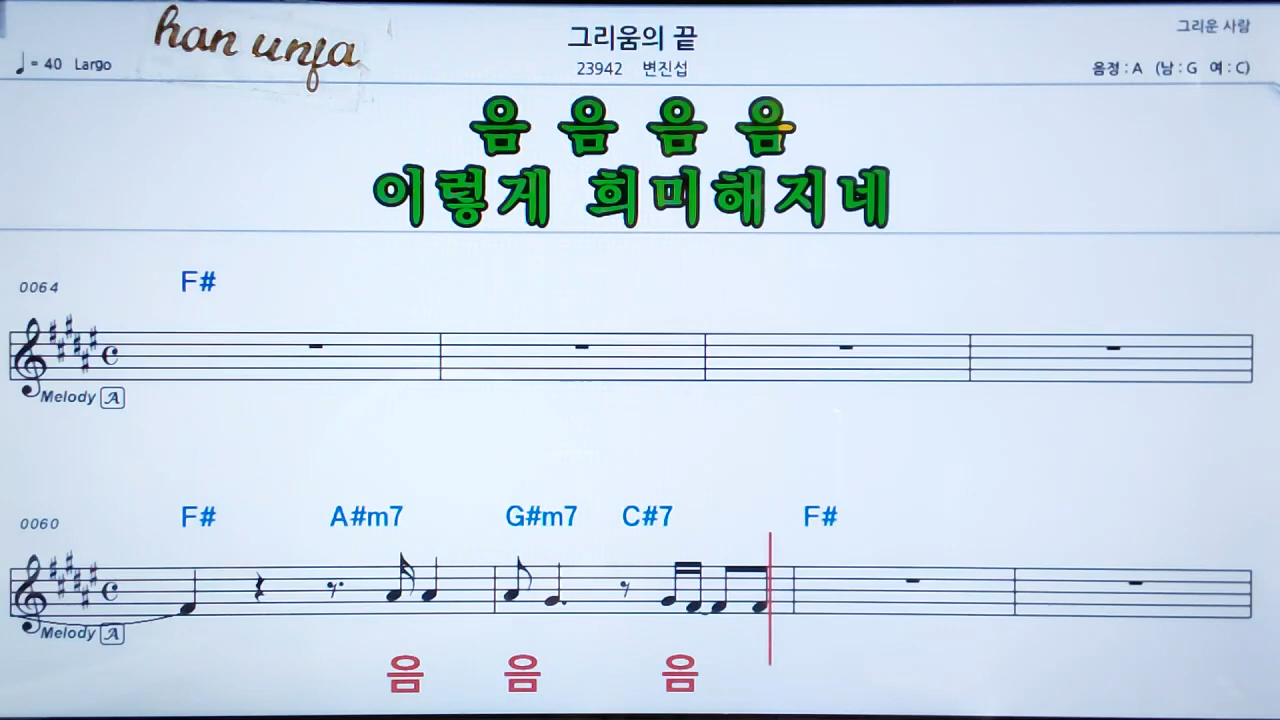 han unfa
그리움의 끝
그리운 사람
♩= 40 Largo
23942 변진섭
음정 : A (남 : G 여 : C)
음 음 음 음
이렇게 희미해지네
0064
F#
Melody A
0060
F# A#m7 G#m7 C#7 F#
Melody A
음 음 음